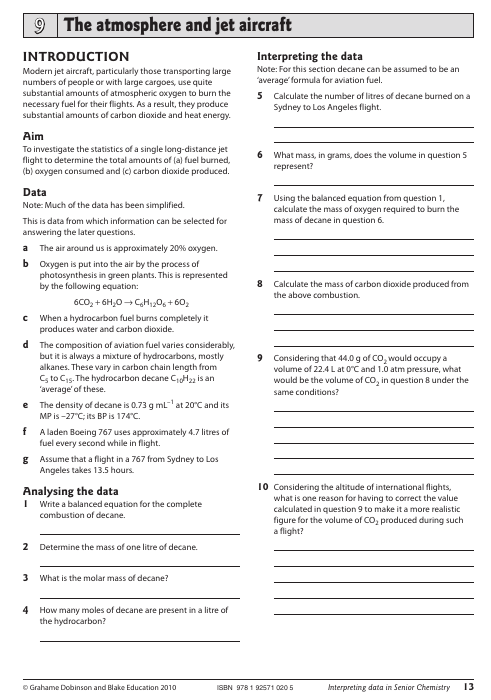 9 The atmosphere and jet aircraft
INTRODUCTION
Modern jet aircraft, particularly those transporting large
numbers of people or with large cargoes, use quite
substantial amounts of atmospheric oxygen to burn the
necessary fuel for their flights. As a result, they produce
substantial amounts of carbon dioxide and heat energy.
Aim
To investigate the statistics of a single long-distance jet
flight to determine the total amounts of (a) fuel burned,
(b) oxygen consumed and (c) carbon dioxide produced.
Data
Note: Much of the data has been simplified.
This is data from which information can be selected for
answering the later questions.
a The air around us is approximately 20% oxygen.
b Oxygen is put into the air by the process of
photosynthesis in green plants. This is represented
by the following equation:
6CO₂ + 6H₂O → C₆H₁₂O₆ + 6O₂
c When a hydrocarbon fuel burns completely it
produces water and carbon dioxide.
d The composition of aviation fuel varies considerably,
but it is always a mixture of hydrocarbons, mostly
alkanes. These vary in carbon chain length from
C₅ to C₁₅. The hydrocarbon decane C₁₀H₂₂ is an
'average' of these.
e The density of decane is 0.73 g mL⁻¹ at 20°C and its
MP is –27°C; its BP is 174°C.
f A laden Boeing 767 uses approximately 4.7 litres of
fuel every second while in flight.
g Assume that a flight in a 767 from Sydney to Los
Angeles takes 13.5 hours.
Analysing the data
1 Write a balanced equation for the complete
combustion of decane.
2 Determine the mass of one litre of decane.
3 What is the molar mass of decane?
4 How many moles of decane are present in a litre of
the hydrocarbon?
Interpreting the data
Note: For this section decane can be assumed to be an
'average' formula for aviation fuel.
5 Calculate the number of litres of decane burned on a
Sydney to Los Angeles flight.
6 What mass, in grams, does the volume in question 5
represent?
7 Using the balanced equation from question 1,
calculate the mass of oxygen required to burn the
mass of decane in question 6.
8 Calculate the mass of carbon dioxide produced from
the above combustion.
9 Considering that 44.0 g of CO₂ would occupy a
volume of 22.4 L at 0°C and 1.0 atm pressure, what
would be the volume of CO₂ in question 8 under the
same conditions?
10 Considering the altitude of international flights,
what is one reason for having to correct the value
calculated in question 9 to make it a more realistic
figure for the volume of CO₂ produced during such
a flight?
© Grahame Dobinson and Blake Education 2010 ISBN 978 1 92571 020 5 Interpreting data in Senior Chemistry 13